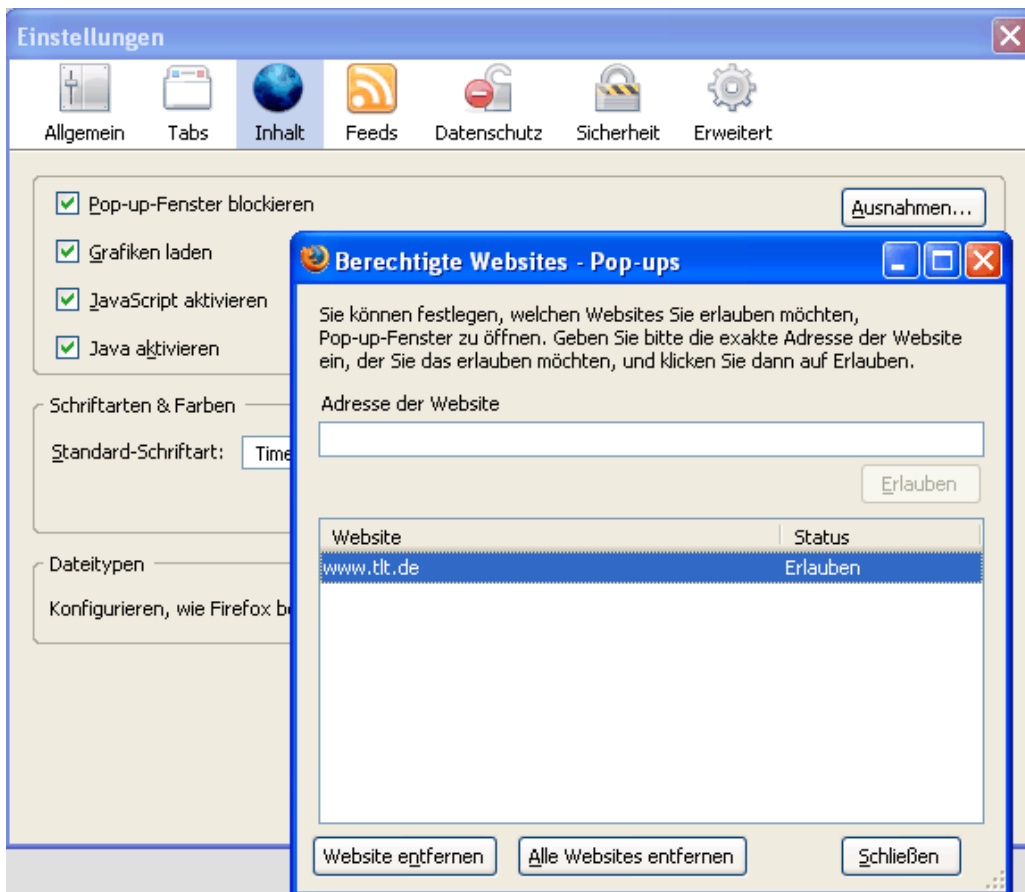 Einstellungen
Allgemein Tabs Inhalt Feeds Datenschutz Sicherheit Erweitert
Pop-up-Fenster blockieren
Ausnahmen...
Grafiken laden
JavaScript aktivieren
Java aktivieren
Schriftarten & Farben
Standard-Schriftart:
Dateitypen
Konfigurieren, wie Firefox
Berechtigte Websites - Pop-ups
Sie können festlegen, welchen Websites Sie erlauben möchten,
Pop-up-Fenster zu öffnen. Geben Sie bitte die exakte Adresse der Website
ein, der Sie das erlauben möchten, und klicken Sie dann auf Erlauben.
Adresse der Website
Erlauben
Website Status
www.tlt.de Erlauben
Website entfernen Alle Websites entfernen Schließen